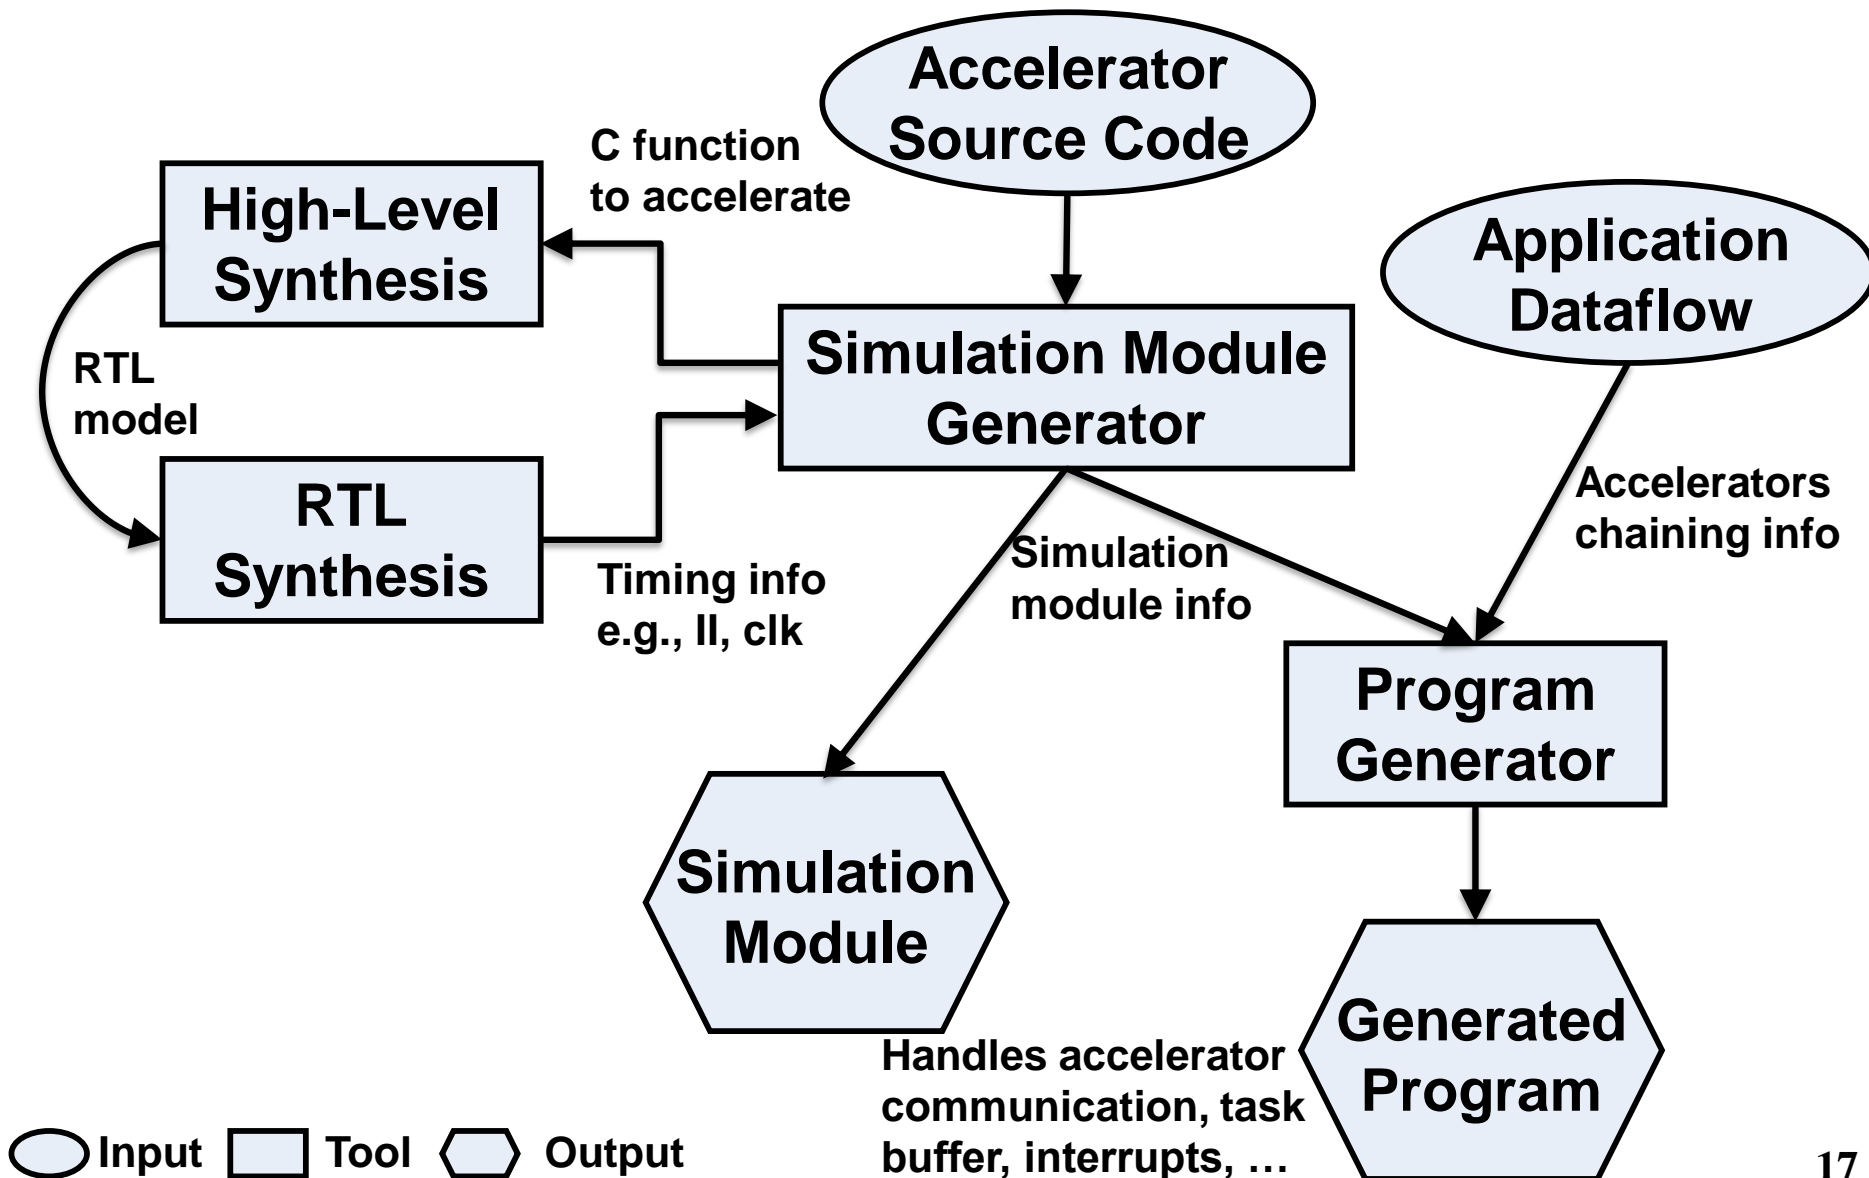 Accelerator
Source Code
C function
to accelerate
High-Level
Synthesis
Application
Dataflow
Simulation Module
Generator
RTL
model
RTL
Synthesis
Accelerators
chaining info
Simulation
module info
Timing info
e.g., II, clk
Program
Generator
Simulation
Module
Generated
Program
Handles accelerator
communication, task
buffer, interrupts, …
Input Tool Output
17